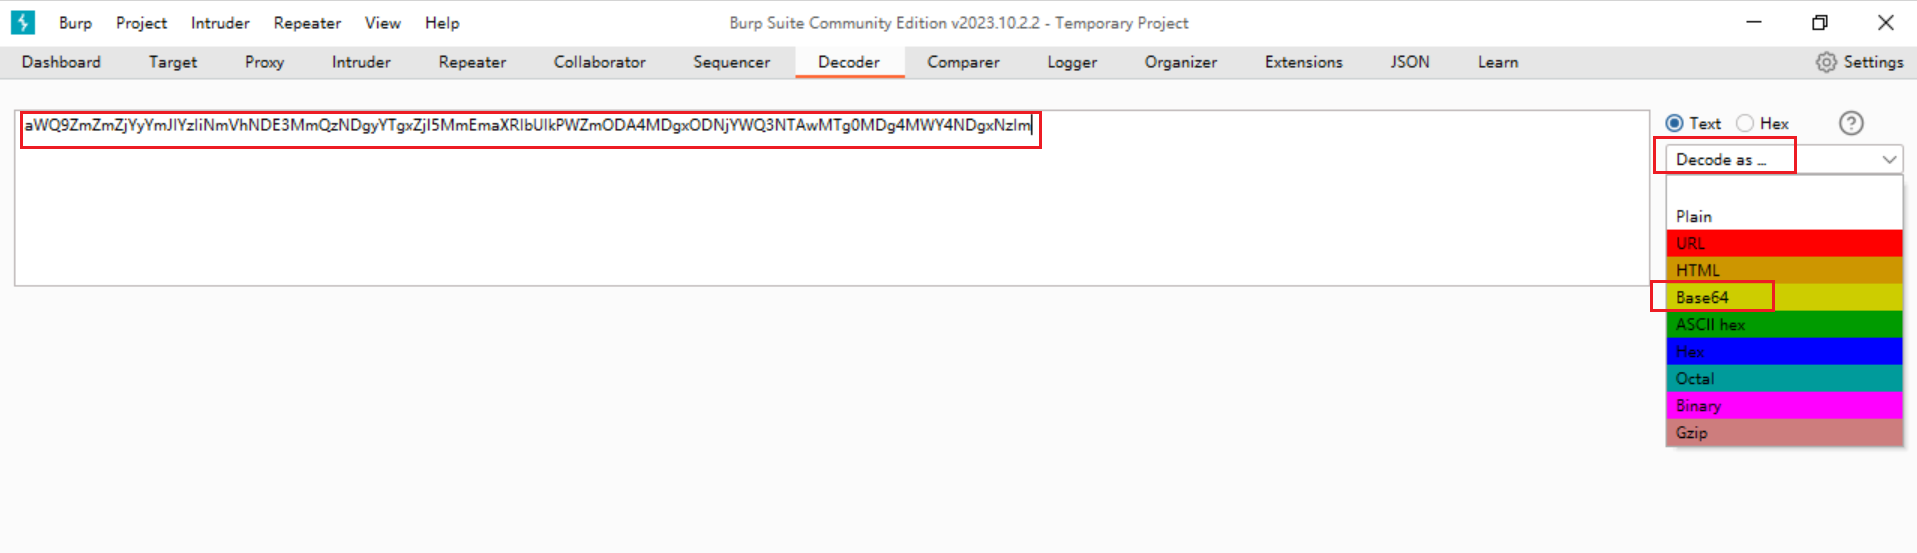 Burp Project Intruder Repeater View Help Burp Suite Community Edition v2023.10.2.2 - Temporary Project
Dashboard Target Proxy Intruder Repeater Collaborator Sequencer Decoder Comparer Logger Organizer Extensions JSON Learn Settings
aWQ9ZmZmZjYyYmJlYzliNmVhNDE3MmQzNDgyYTgxZjI5MmEmaXRlbUlkPWZmODA4MDgxODNjYWQ3NTAwMTg0MDg4MWY4NDgxNzIm
Text Hex ?
Decode as ...
Plain
URL
HTML
Base64
ASCII hex
Hex
Octal
Binary
Gzip